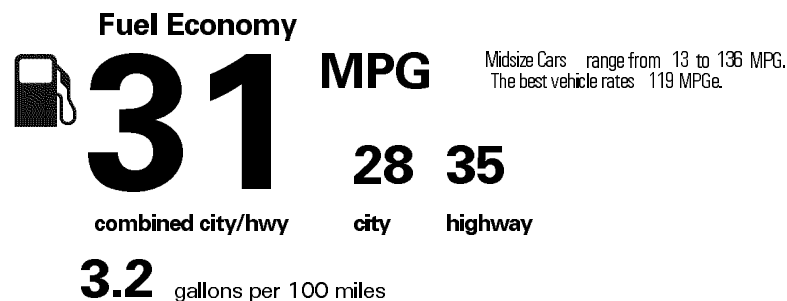 Fuel Economy
31 MPG
Midsize Cars range from 13 to 136 MPG.
The best vehicle rates 119 MPGe.
28 35
combined city/hwy city highway
3.2 gallons per 100 miles